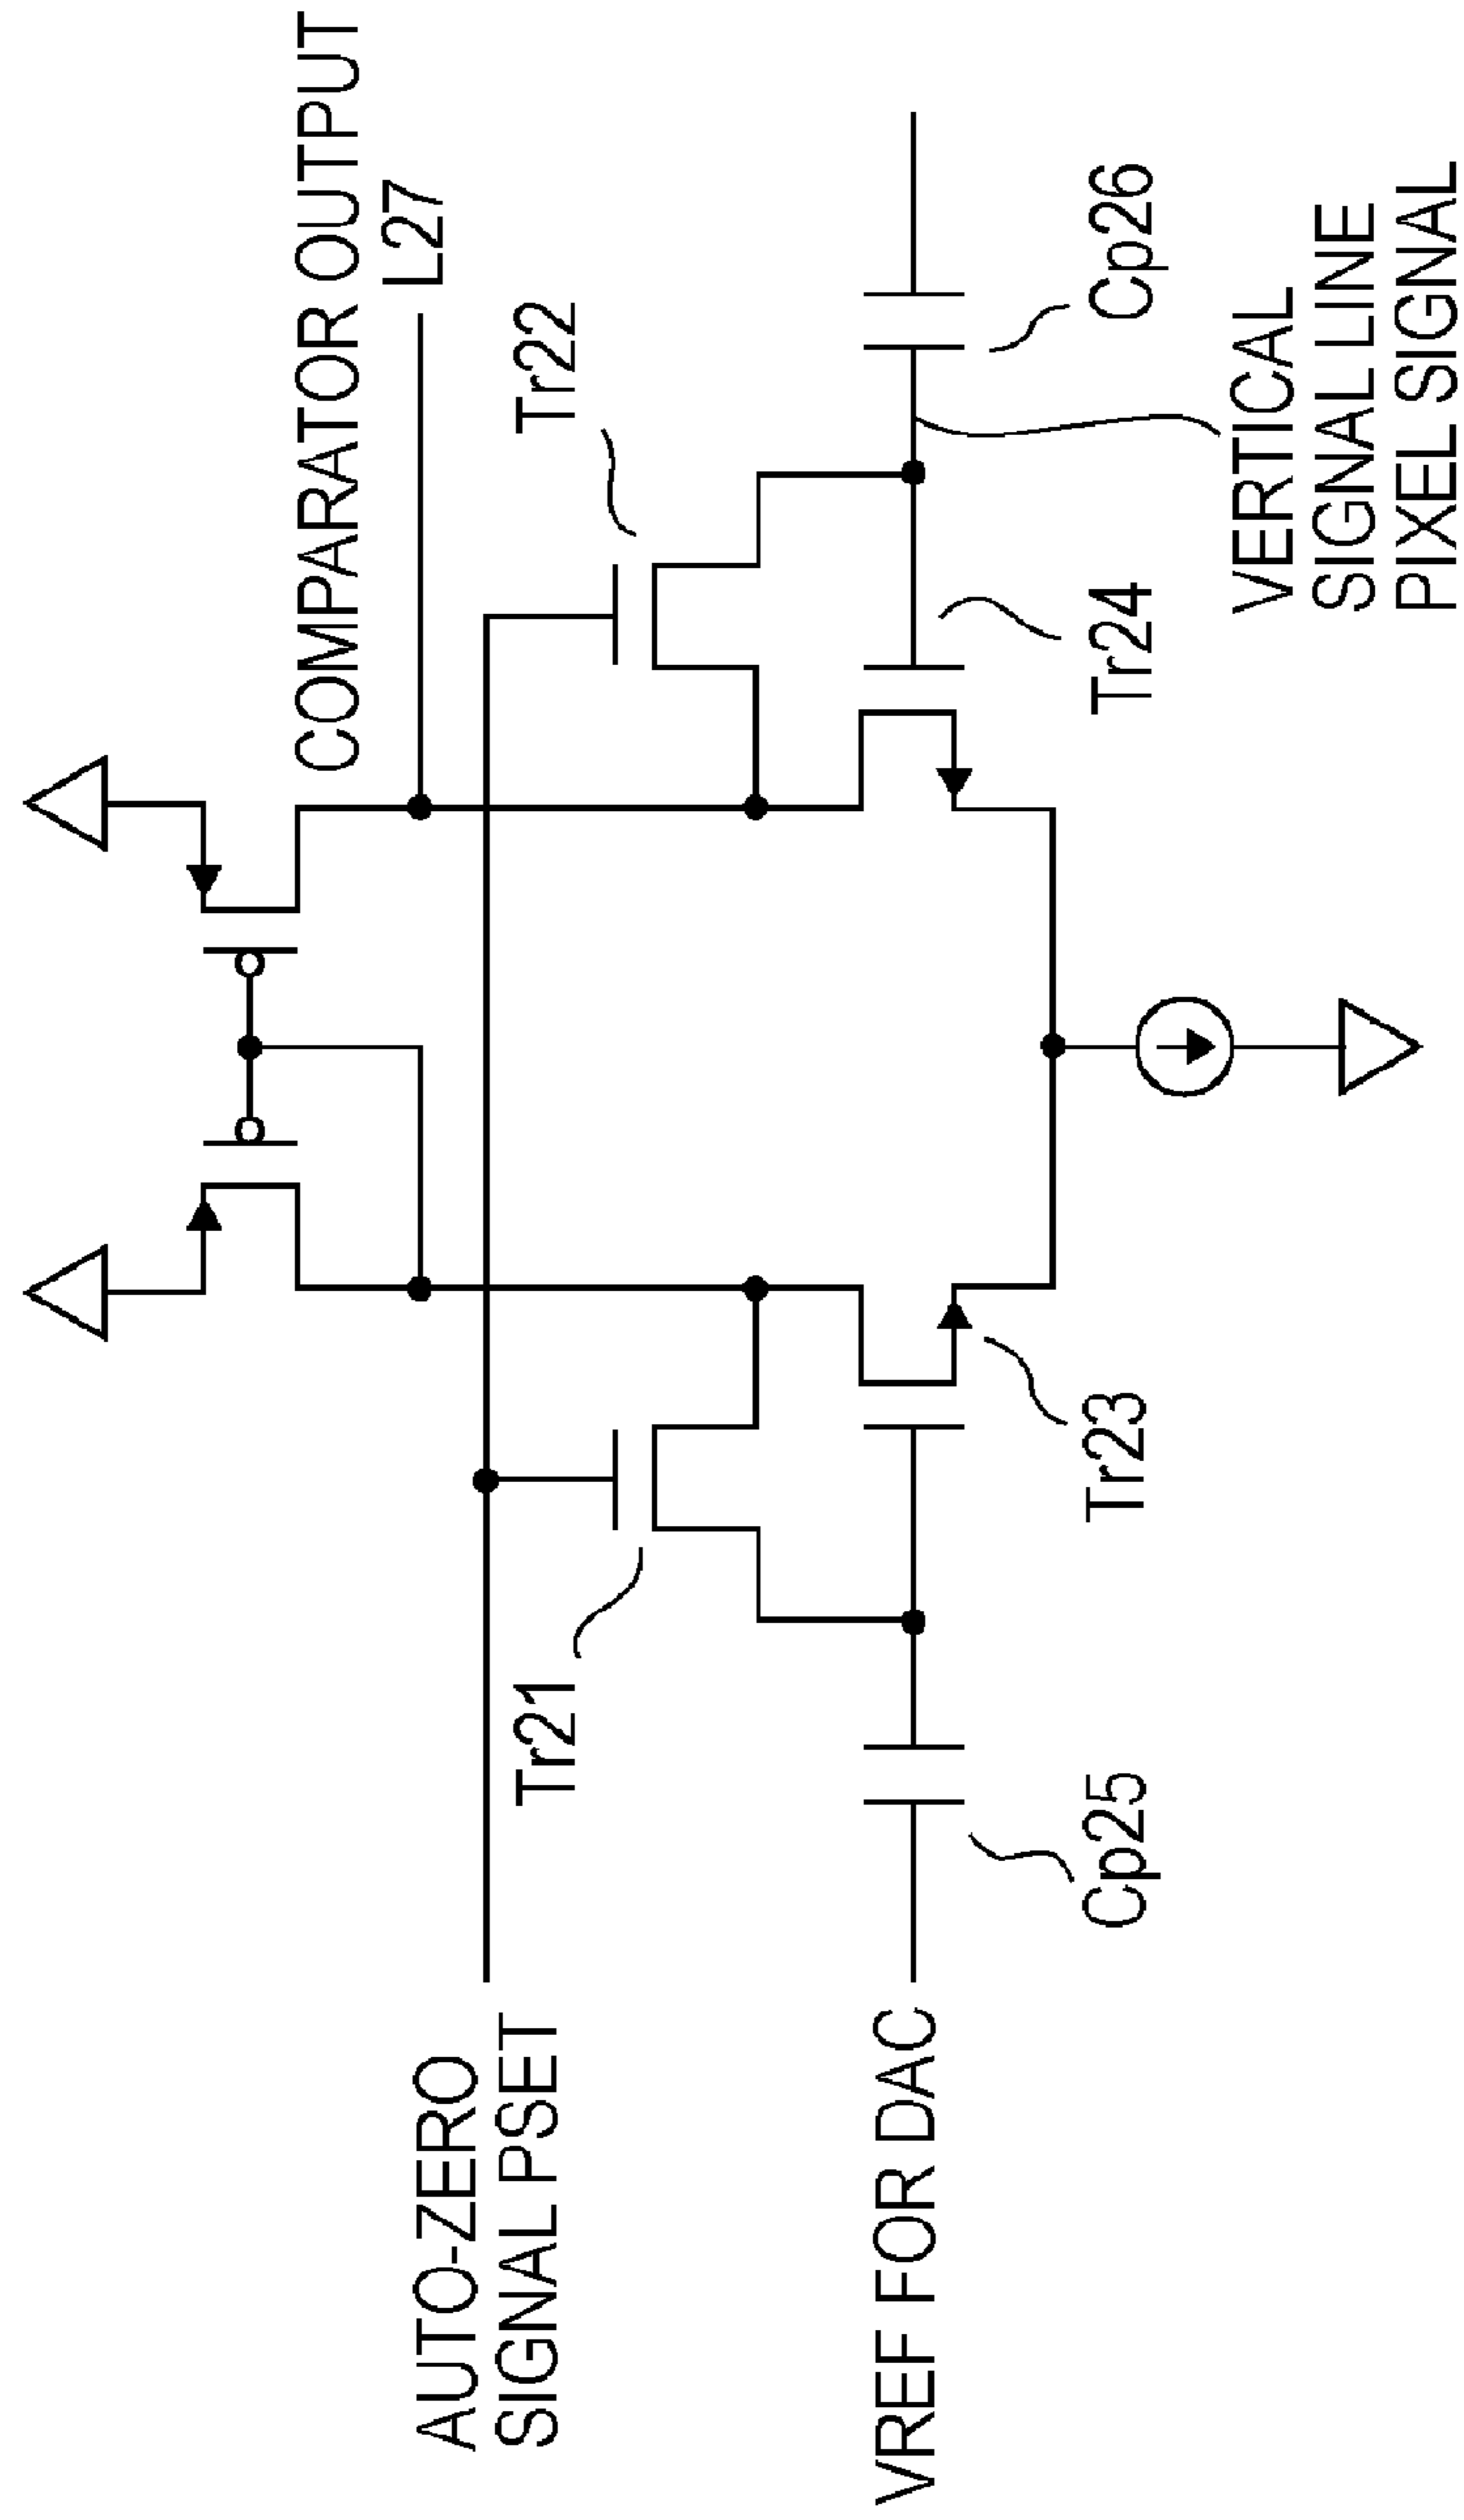 COMPARATOR OUTPUT
L27
AUTO-ZERO
SIGNAL PSET
Tr21
Tr22
VREF FOR DAC
Cp25
Tr23
Tr24
Cp26
VERTICAL
SIGNAL LINE
PIXEL SIGNAL